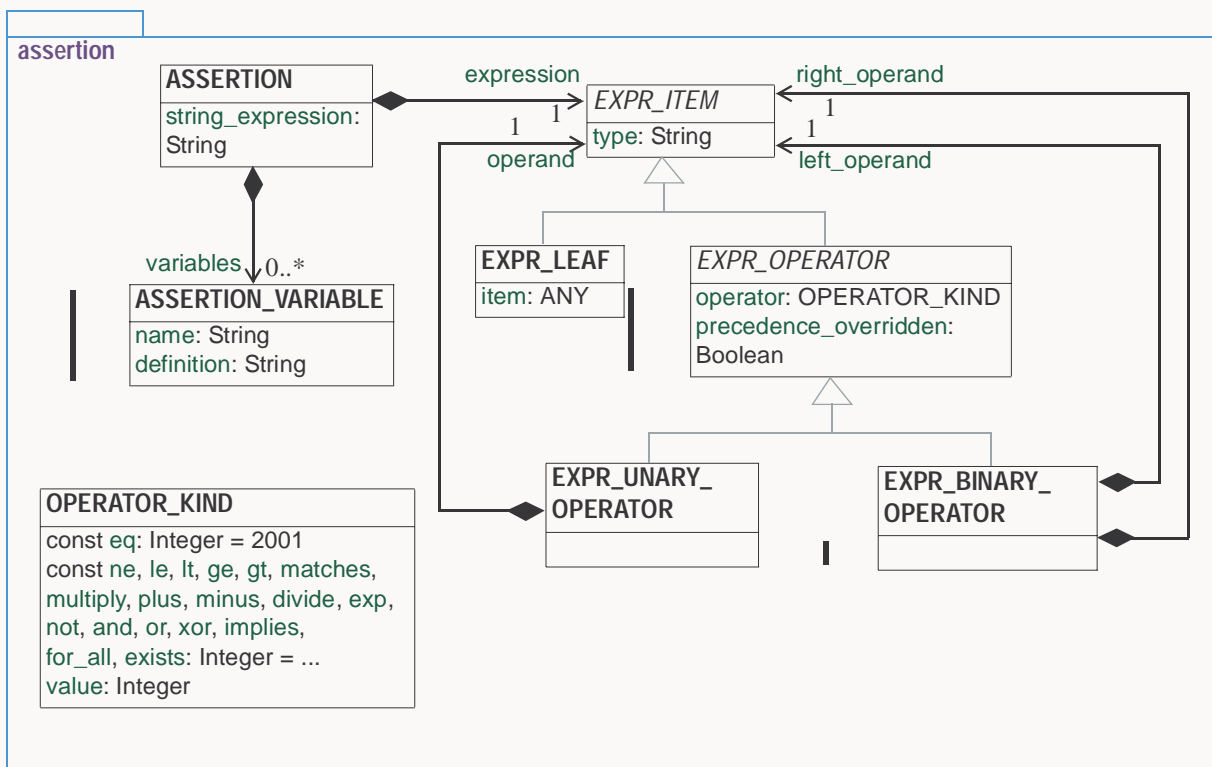 assertion
ASSERTION
string_expression:
String
expression
1
EXPR_ITEM
type: String
right_operand
1
1
operand
1
left_operand
variables
0..*
ASSERTION_VARIABLE
name: String
definition: String
EXPR_LEAF
item: ANY
EXPR_OPERATOR
operator: OPERATOR_KIND
precedence_overridden:
Boolean
EXPR_UNARY_
OPERATOR
EXPR_BINARY_
OPERATOR
OPERATOR_KIND
const eq: Integer = 2001
const ne, le, lt, ge, gt, matches,
multiply, plus, minus, divide, exp,
not, and, or, xor, implies,
for_all, exists: Integer = ...
value: Integer